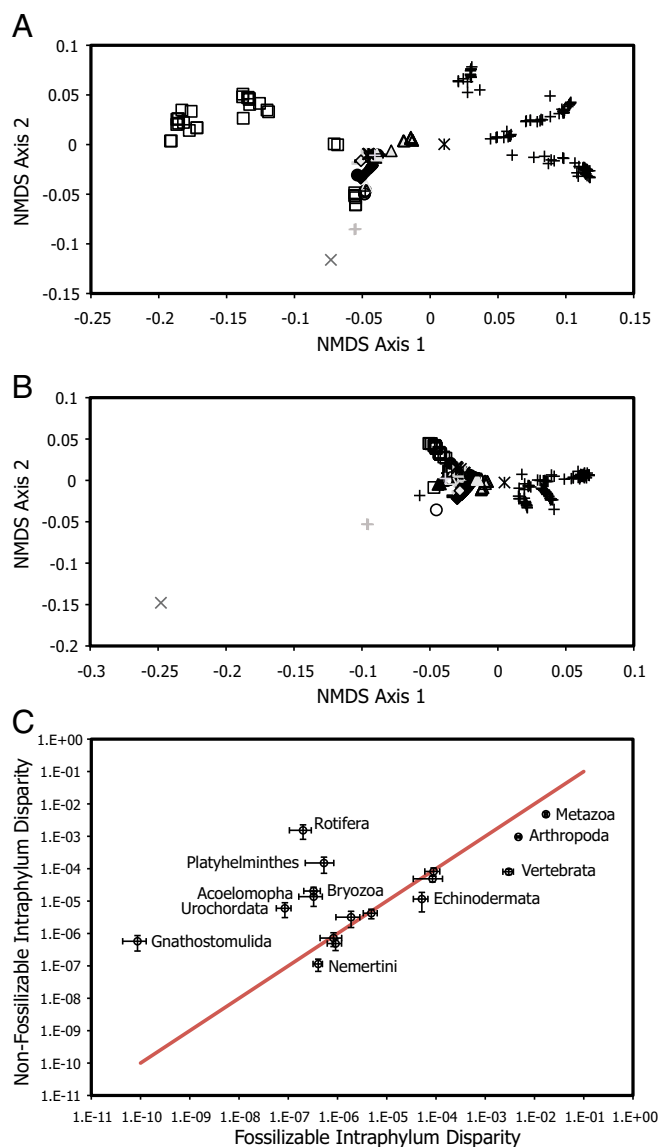 A
0.1
0.05
0
-0.05
-0.1
-0.15
NMDS Axis 2
-0.25 -0.2 -0.15 -0.1 -0.05 0 0.05 0.1 0.15
NMDS Axis 1
B
0.1
0.05
0
-0.05
-0.1
-0.15
-0.2
NMDS Axis 2
-0.3 -0.25 -0.2 -0.15 -0.1 -0.05 0 0.05 0.1
NMDS Axis 1
C
1.E+00
1.E-01
1.E-02
1.E-03
1.E-04
1.E-05
1.E-06
1.E-07
1.E-08
1.E-09
1.E-10
1.E-11
Non-Fossilizable Intraphylum Disparity
Metazoa
Rotifera
Arthropoda
Platyhelminthes
Vertebrata
Acoelomopha
Bryozoa
Echinodermata
Urochordata
Gnathostomulida
Nemertini
1.E-11 1.E-10 1.E-09 1.E-08 1.E-07 1.E-06 1.E-05 1.E-04 1.E-03 1.E-02 1.E-01 1.E+00
Fossilizable Intraphylum Disparity